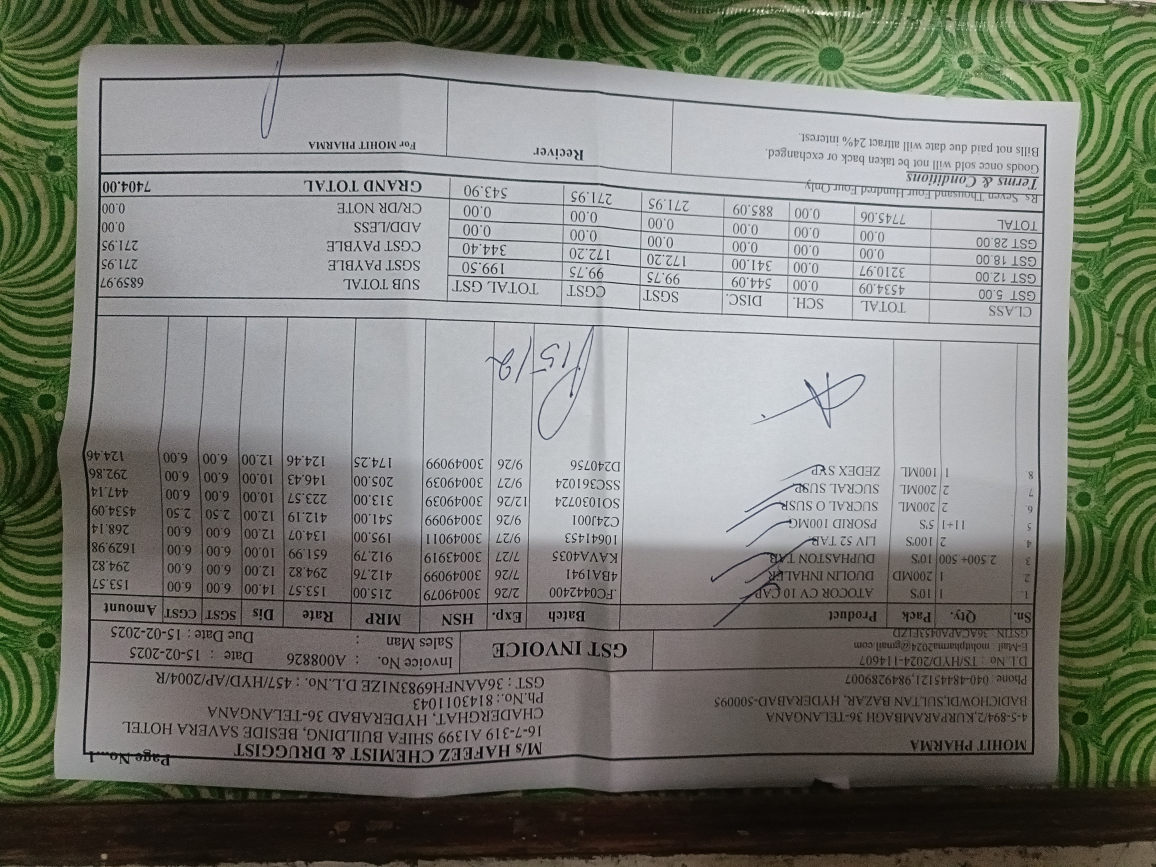 Page No...1
MOHIT PHARMA
4-5-894/2,KURPARAMBAGH 36-TELANGANA
BADICHOWDI,SULTAN BAZAR, HYDERABAD-500095
Phone: 040-48445121,9849289007
D.L.No : TS/HYD/2024-114607
E-Mail : mohitpharma2024@gmail.com
M/s HAFEEZ CHEMIST & DRUGGIST
16-7-319 A1399 SHIFA BUILDING, BESIDE SAVERA HOTEL
CHADERGHAT, HYDERABAD 36-TELANGANA
Ph.No.: 8143011043
GST : 36AANFH6983N1ZE D.L.No. : 457/HYD/AP/2004/R
GST INVOICE
Invoice No. : A008826 Date : 15-02-2025
Sales Man : Due Date : 15-02-2025
Sn. Qty. Pack Product Batch Exp. HSN MRP Rate Dis SGST CGST Amount
1. 1 10'S ATOCOR CV 10 CAP FC0442400 2/26 30049079 215.00 153.57 14.00 6.00 6.00 153.57
2 1 200MD DUOLIN INHALER 4BA1941 7/26 30049099 412.76 294.82 12.00 6.00 6.00 294.82
3 2.500+ 500 10'S DUPHASTON TAB KAVA4035 7/27 30043919 912.79 651.99 10.00 6.00 6.00 1629.98
4 2 100'S LIV 52 TAB 10641453 9/27 30049011 195.00 134.07 12.00 6.00 6.00 268.14
5 11+1 5'S PSORID 100MG CZ4001 9/26 30049099 541.00 412.19 12.00 2.50 2.50 4534.09
6 2 200ML SUCRAL O SUSP SO1030724 12/26 30049039 313.00 223.57 10.00 6.00 6.00 447.14
7 2 200ML SUCRAL SUSP SSC361024 9/27 30049039 205.00 146.43 10.00 6.00 6.00 292.86
8 1 100ML ZEDEX SYP D240756 9/26 30049099 174.25 124.46 12.00 6.00 6.00 124.46
15/2
CLASS TOTAL SCH. DISC. SGST CGST TOTAL GST
GST 5.00 4534.09 0.00 544.09 99.75 99.75 199.50
GST 12.00 3210.97 0.00 341.00 172.20 172.20 344.40
GST 18.00 0.00 0.00 0.00 0.00 0.00 0.00
GST 28.00 0.00 0.00 0.00 0.00 0.00 0.00
TOTAL 7745.06 0.00 885.09 271.95 271.95 543.90
SUB TOTAL 6859.97
SGST PAYBLE 271.95
CGST PAYBLE 271.95
ADD/LESS 0.00
CR/DR NOTE 0.00
GRAND TOTAL 7404.00
Rs. Seven Thousand Four Hundred Four Only
Terms & Conditions
Goods once sold will not be taken back or exchanged.
Bills not paid due date will attract 24% interest.
Reciver
For MOHIT PHARMA